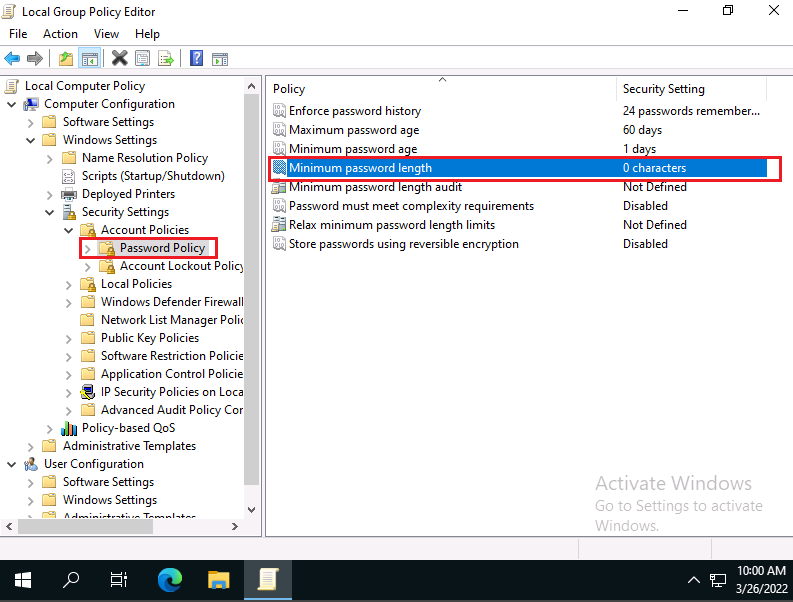 Local Group Policy Editor
File Action View Help
Local Computer Policy
Computer Configuration
Software Settings
Windows Settings
Name Resolution Policy
Scripts (Startup/Shutdown)
Deployed Printers
Security Settings
Account Policies
Password Policy
Account Lockout Policy
Local Policies
Windows Defender Firewall
Network List Manager Polic
Public Key Policies
Software Restriction Policie
Application Control Policie
IP Security Policies on Loca
Advanced Audit Policy Con
Policy-based QoS
Administrative Templates
User Configuration
Software Settings
Windows Settings
Administrative Templates
Policy Security Setting
Enforce password history 24 passwords remember...
Maximum password age 60 days
Minimum password age 1 days
Minimum password length 0 characters
Minimum password length audit Not Defined
Password must meet complexity requirements Disabled
Relax minimum password length limits Not Defined
Store passwords using reversible encryption Disabled
Activate Windows
Go to Settings to activate
Windows.
10:00 AM
3/26/2022